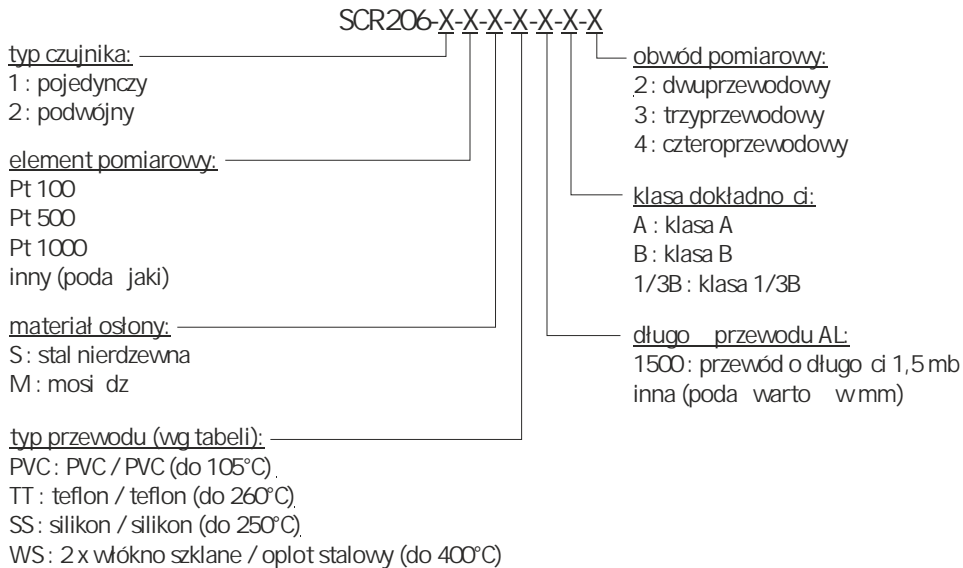 SCR206-X-X-X-X-X-X-X
typ czujnika:
1 : pojedynczy
2 : podwójny
element pomiarowy:
Pt 100
Pt 500
Pt 1000
inny (poda jaki)
materiał osłony:
S : stal nierdzewna
M : mosi dz
typ przewodu (wg tabeli):
PVC : PVC / PVC (do 105°C)
TT : teflon / teflon (do 260°C)
SS : silikon / silikon (do 250°C)
WS : 2 x włókno szklane / oplot stalowy (do 400°C)
obwód pomiarowy:
2 : dwuprzewodowy
3 : trzyprzewodowy
4 : czteroprzewodowy
klasa dokładno ci:
A : klasa A
B : klasa B
1/3B : klasa 1/3B
długo przewodu AL:
1500 : przewód o długo ci 1,5 mb
inna (poda warto w mm)